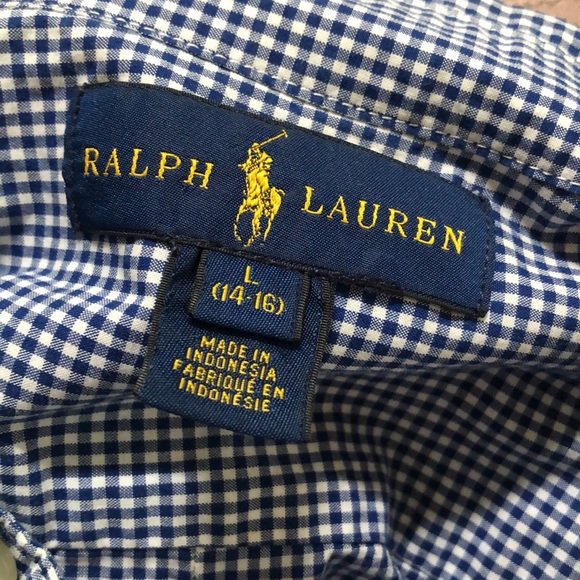 RALPH LAUREN
L
(14-16)
MADE IN
INDONESIA
FABRIQUÉ EN
INDONÉSIE